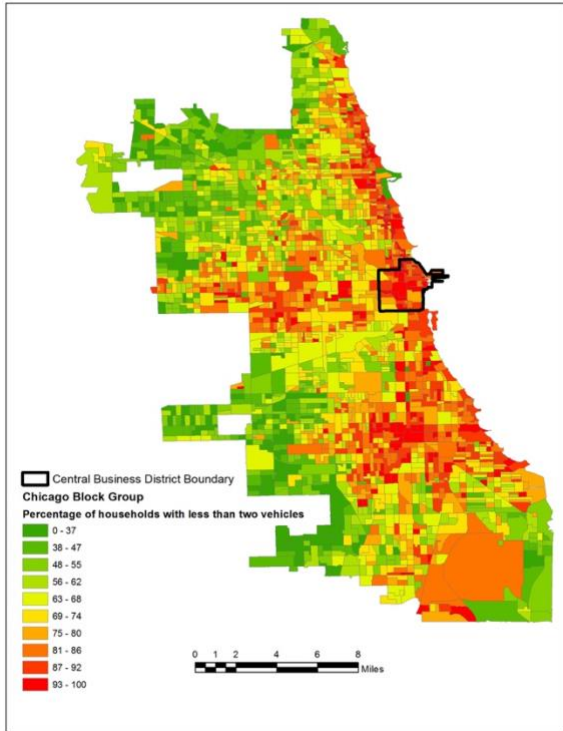 Central Business District Boundary
Chicago Block Group
Percentage of households with less than two vehicles
0 - 37
38 - 47
48 - 55
56 - 62
63 - 68
69 - 74
75 - 80
81 - 86
87 - 92
93 - 100
0 1 2 4 6 8
Miles